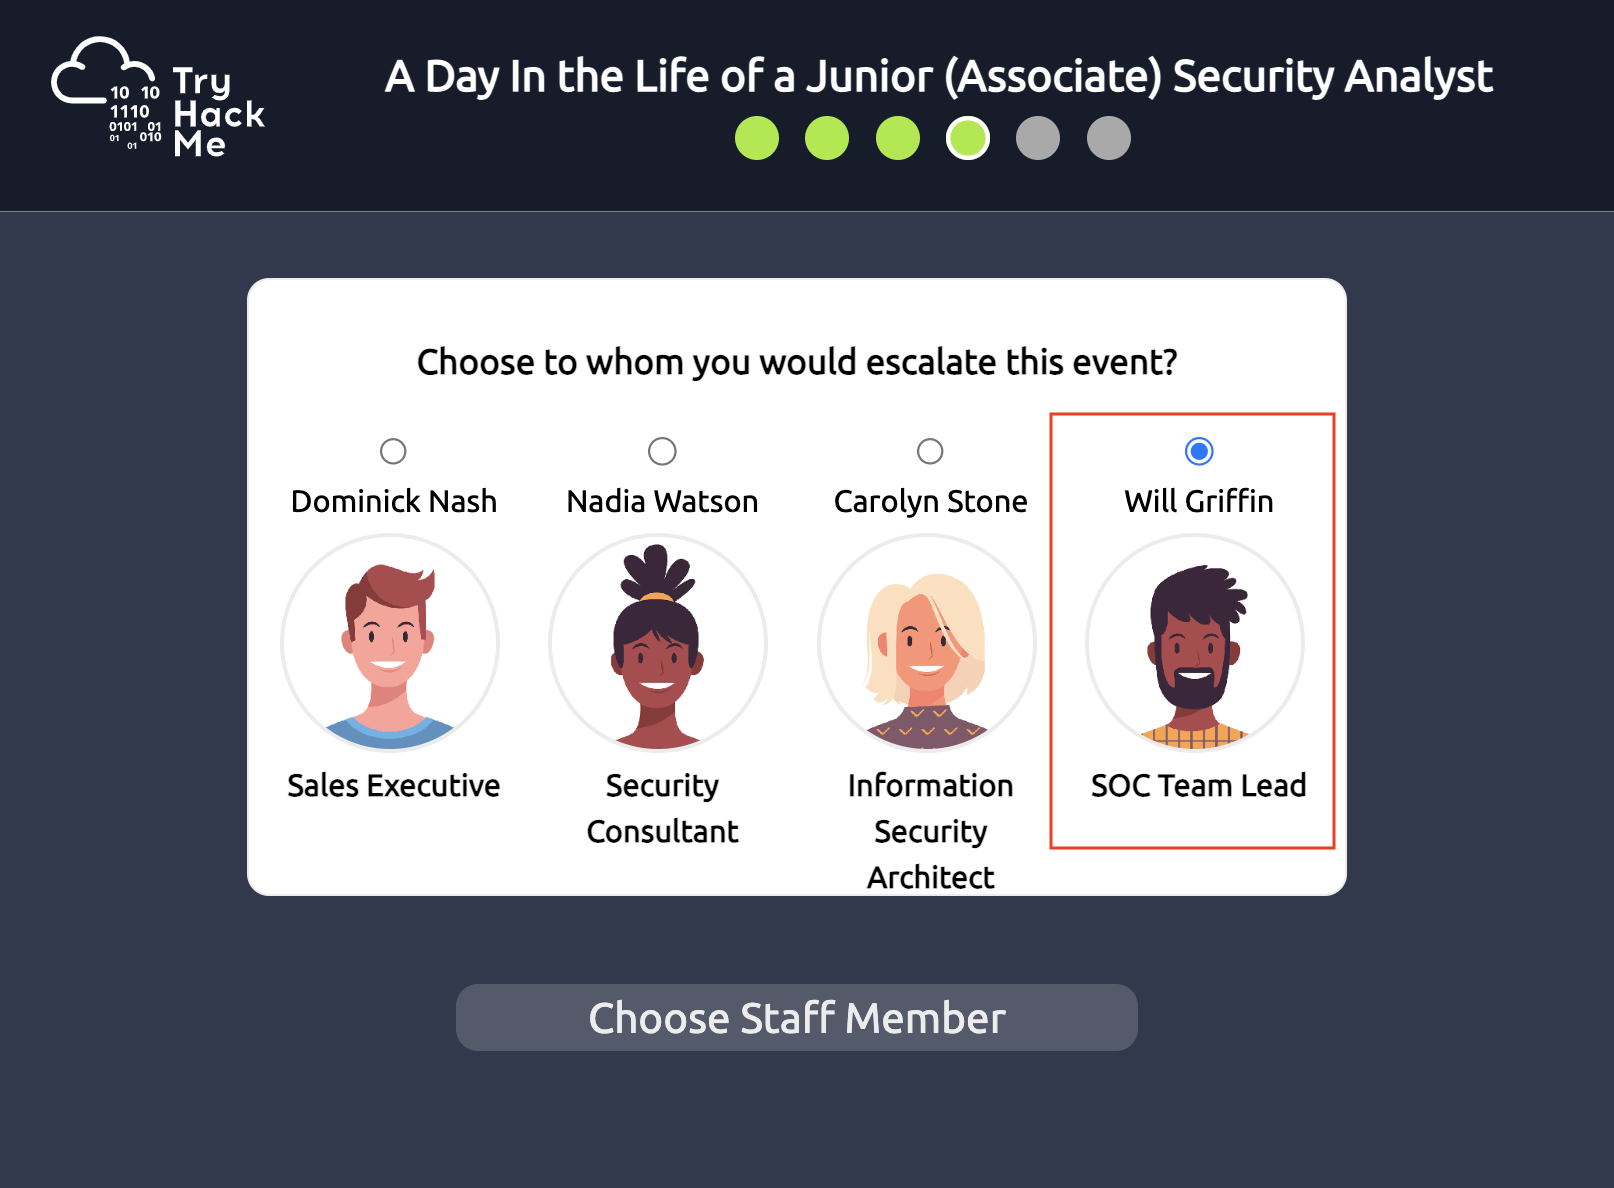 Try
Hack
Me
10 10
1110
0101 01
01 010
01
A Day In the Life of a Junior (Associate) Security Analyst
Choose to whom you would escalate this event?
Dominick Nash
Nadia Watson
Carolyn Stone
Will Griffin
Sales Executive
Security
Consultant
Information
Security
Architect
SOC Team Lead
Choose Staff Member